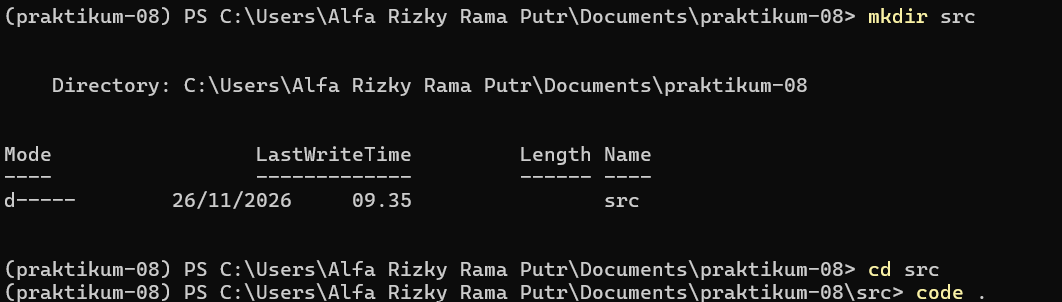 (praktikum-08) PS C:\Users\Alfa Rizky Rama Putr\Documents\praktikum-08> mkdir src
Directory: C:\Users\Alfa Rizky Rama Putr\Documents\praktikum-08
Mode LastWriteTime Length Name
---- ------------- ------ ----
d----- 26/11/2026 09.35 src
(praktikum-08) PS C:\Users\Alfa Rizky Rama Putr\Documents\praktikum-08> cd src
(praktikum-08) PS C:\Users\Alfa Rizky Rama Putr\Documents\praktikum-08\src> code .